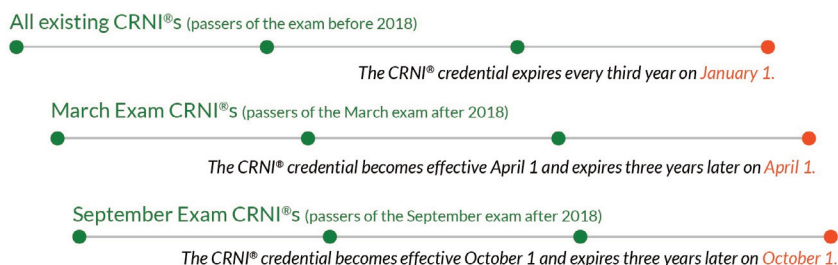 All existing CRNI®s (passers of the exam before 2018)
The CRNI® credential expires every third year on January 1.
March Exam CRNI®s (passers of the March exam after 2018)
The CRNI® credential becomes effective April 1 and expires three years later on April 1.
September Exam CRNI®s (passers of the September exam after 2018)
The CRNI® credential becomes effective October 1 and expires three years later on October 1.